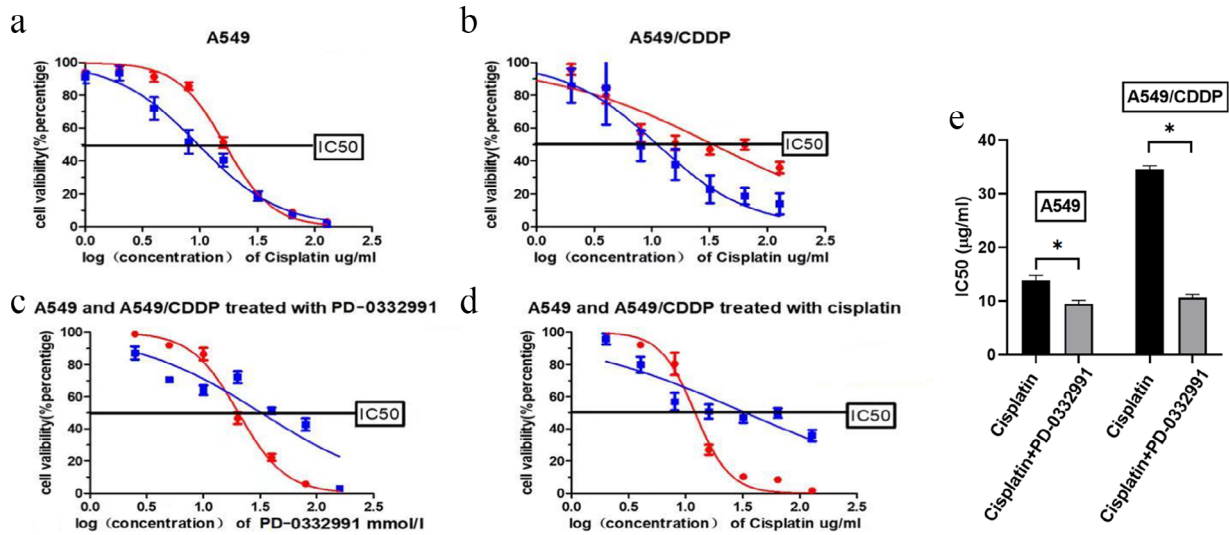 a
A549
cell valibility(% percentige)
100
80
60
40
20
0
IC50
0.0 0.5 1.0 1.5 2.0 2.5
log（concentration） of Cisplatin ug/ml
b
A549/CDDP
cell valibility(% percentige)
100
80
60
40
20
0
IC50
0.0 0.5 1.0 1.5 2.0 2.5
log（concentration） of Cisplatin ug/ml
c
A549 and A549/CDDP treated with PD-0332991
cell valibility(% percentige)
100
80
60
40
20
0
IC50
0.0 0.5 1.0 1.5 2.0 2.5
log（concentration） of PD-0332991 mmol/l
d
A549 and A549/CDDP treated with cisplatin
cell valibility(% percentige)
100
80
60
40
20
0
IC50
0.0 0.5 1.0 1.5 2.0 2.5
log（concentration） of Cisplatin ug/ml
e
A549/CDDP
*
A549
*
IC50 (μg/ml)
40
30
20
10
0
Cisplatin
Cisplatin+PD-0332991
Cisplatin
Cisplatin+PD-0332991